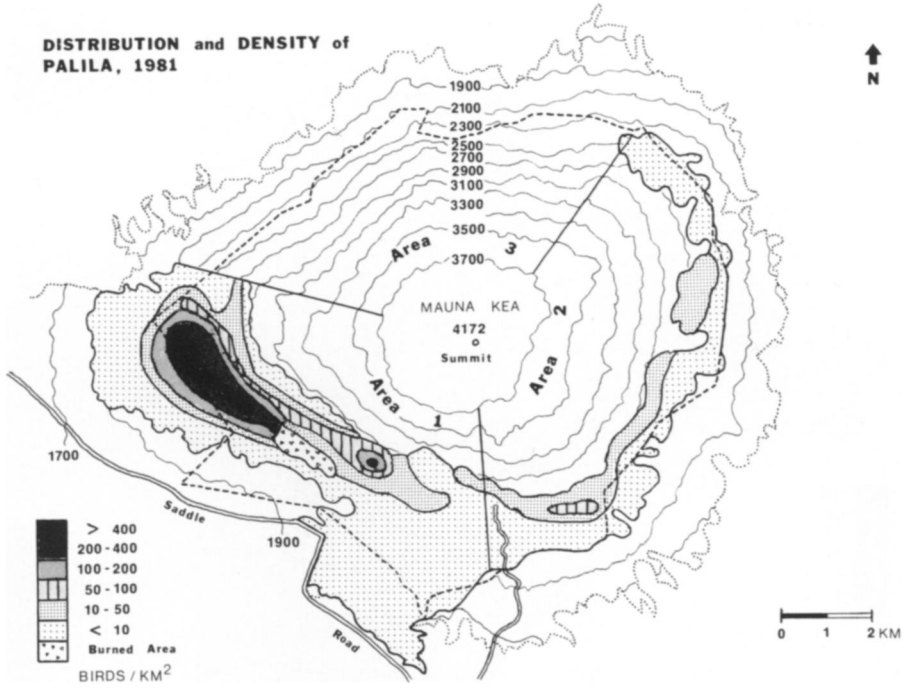 DISTRIBUTION and DENSITY of
PALILA, 1981
N
1900
2100
2300
2500
2700
2900
3100
3300
3500
3700
Area 3
MAUNA KEA
4172
Summit
Area 2
Area 1
1700
Saddle
1900
Road
> 400
200-400
100-200
50-100
10-50
< 10
Burned Area
BIRDS / KM²
0 1 2 KM